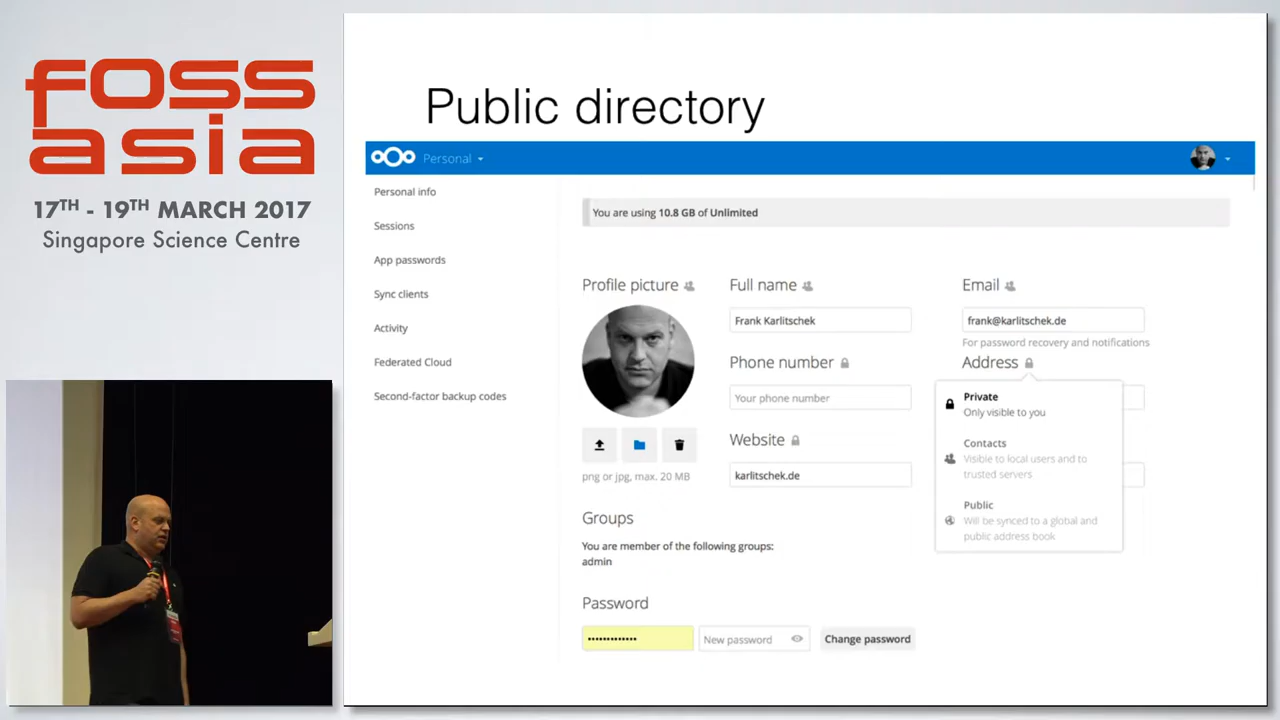 foss
asia
17TH - 19TH MARCH 2017
Singapore Science Centre
Public directory
Personal
Personal info
Sessions
App passwords
Sync clients
Activity
Federated Cloud
Second-factor backup codes
You are using 10.8 GB of Unlimited
Profile picture
png or jpg, max. 20 MB
Full name
Frank Karlitschek
Email
frank@karlitschek.de
For password recovery and notifications
Phone number
Your phone number
Address
Private
Only visible to you
Contacts
Visible to local users and to
trusted servers
Public
Will be synced to a global and
public address book
Website
karlitschek.de
Groups
You are member of the following groups:
admin
Password
•••••••••••••
New password
Change password